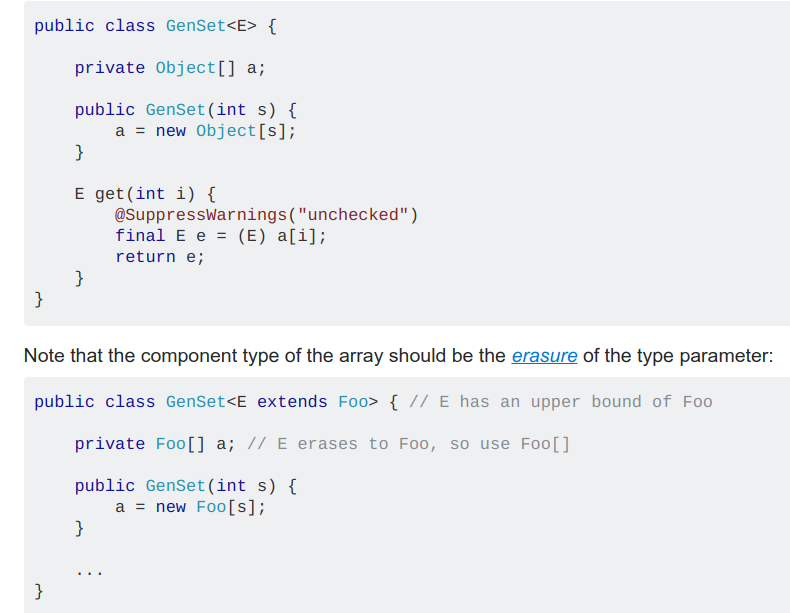 public class GenSet<E> {
private Object[] a;
public GenSet(int s) {
a = new Object[s];
}
E get(int i) {
@SuppressWarnings("unchecked")
final E e = (E) a[i];
return e;
}
}
Note that the component type of the array should be the erasure of the type parameter:
public class GenSet<E extends Foo> { // E has an upper bound of Foo
private Foo[] a; // E erases to Foo, so use Foo[]
public GenSet(int s) {
a = new Foo[s];
}
...
}